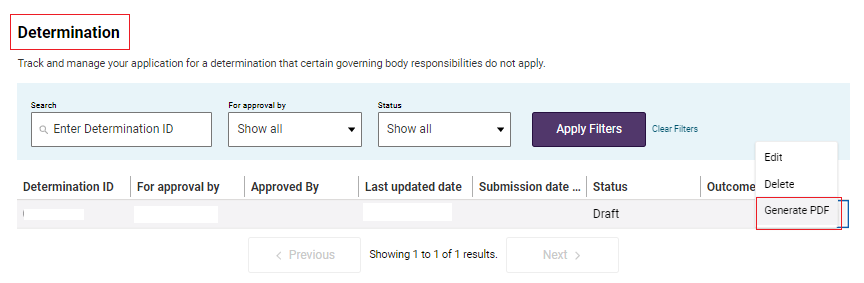 Determination
Track and manage your application for a determination that certain governing body responsibilities do not apply.
Search
For approval by
Status
Enter Determination ID
Show all
Show all
Apply Filters
Clear Filters
Edit
Delete
Generate PDF
Determination ID
For approval by
Approved By
Last updated date
Submission date ...
Status
Outcome
Draft
< Previous
Showing 1 to 1 of 1 results.
Next >